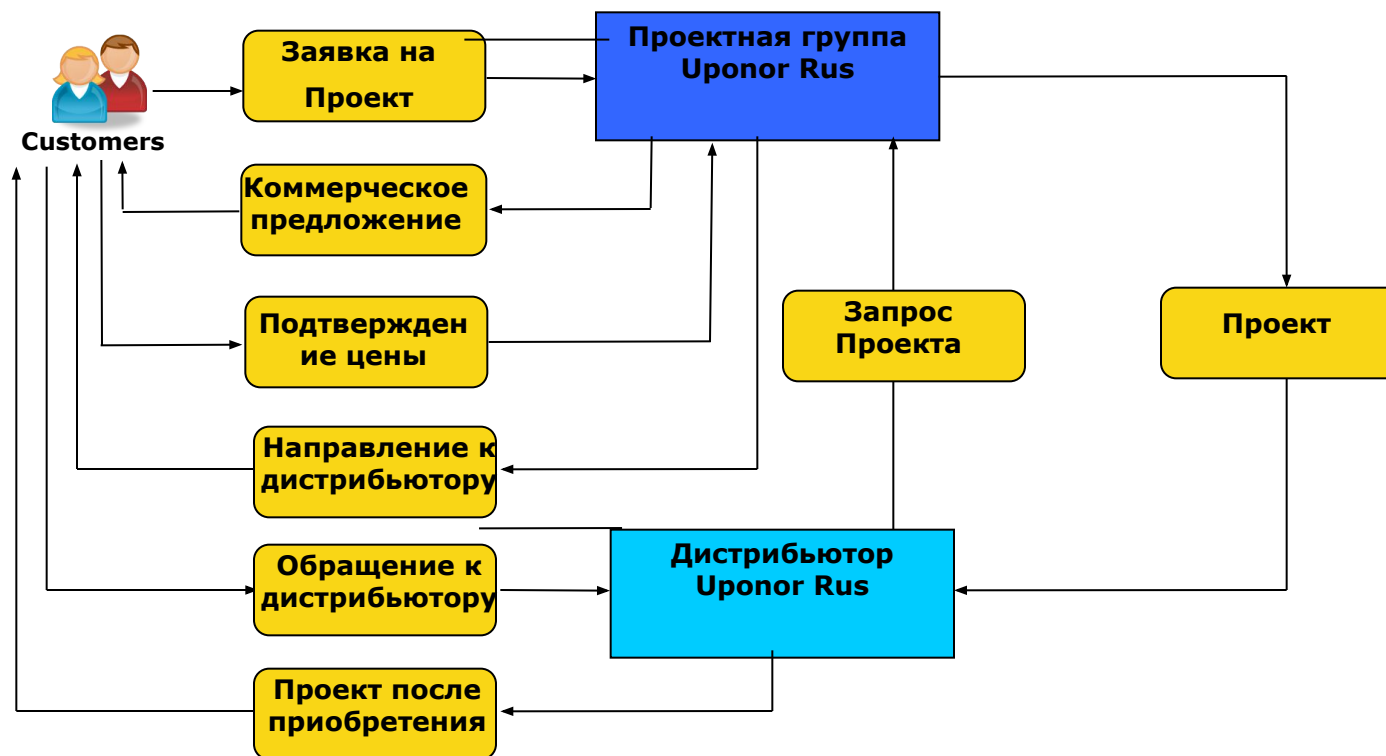 Заявка на
Проект
Проектная группа
Uponor Rus
Customers
Коммерческое
предложение
Подтвержден
ие цены
Запрос
Проекта
Проект
Направление к
дистрибьютору
Обращение к
дистрибьютору
Дистрибьютор
Uponor Rus
Проект после
приобретения